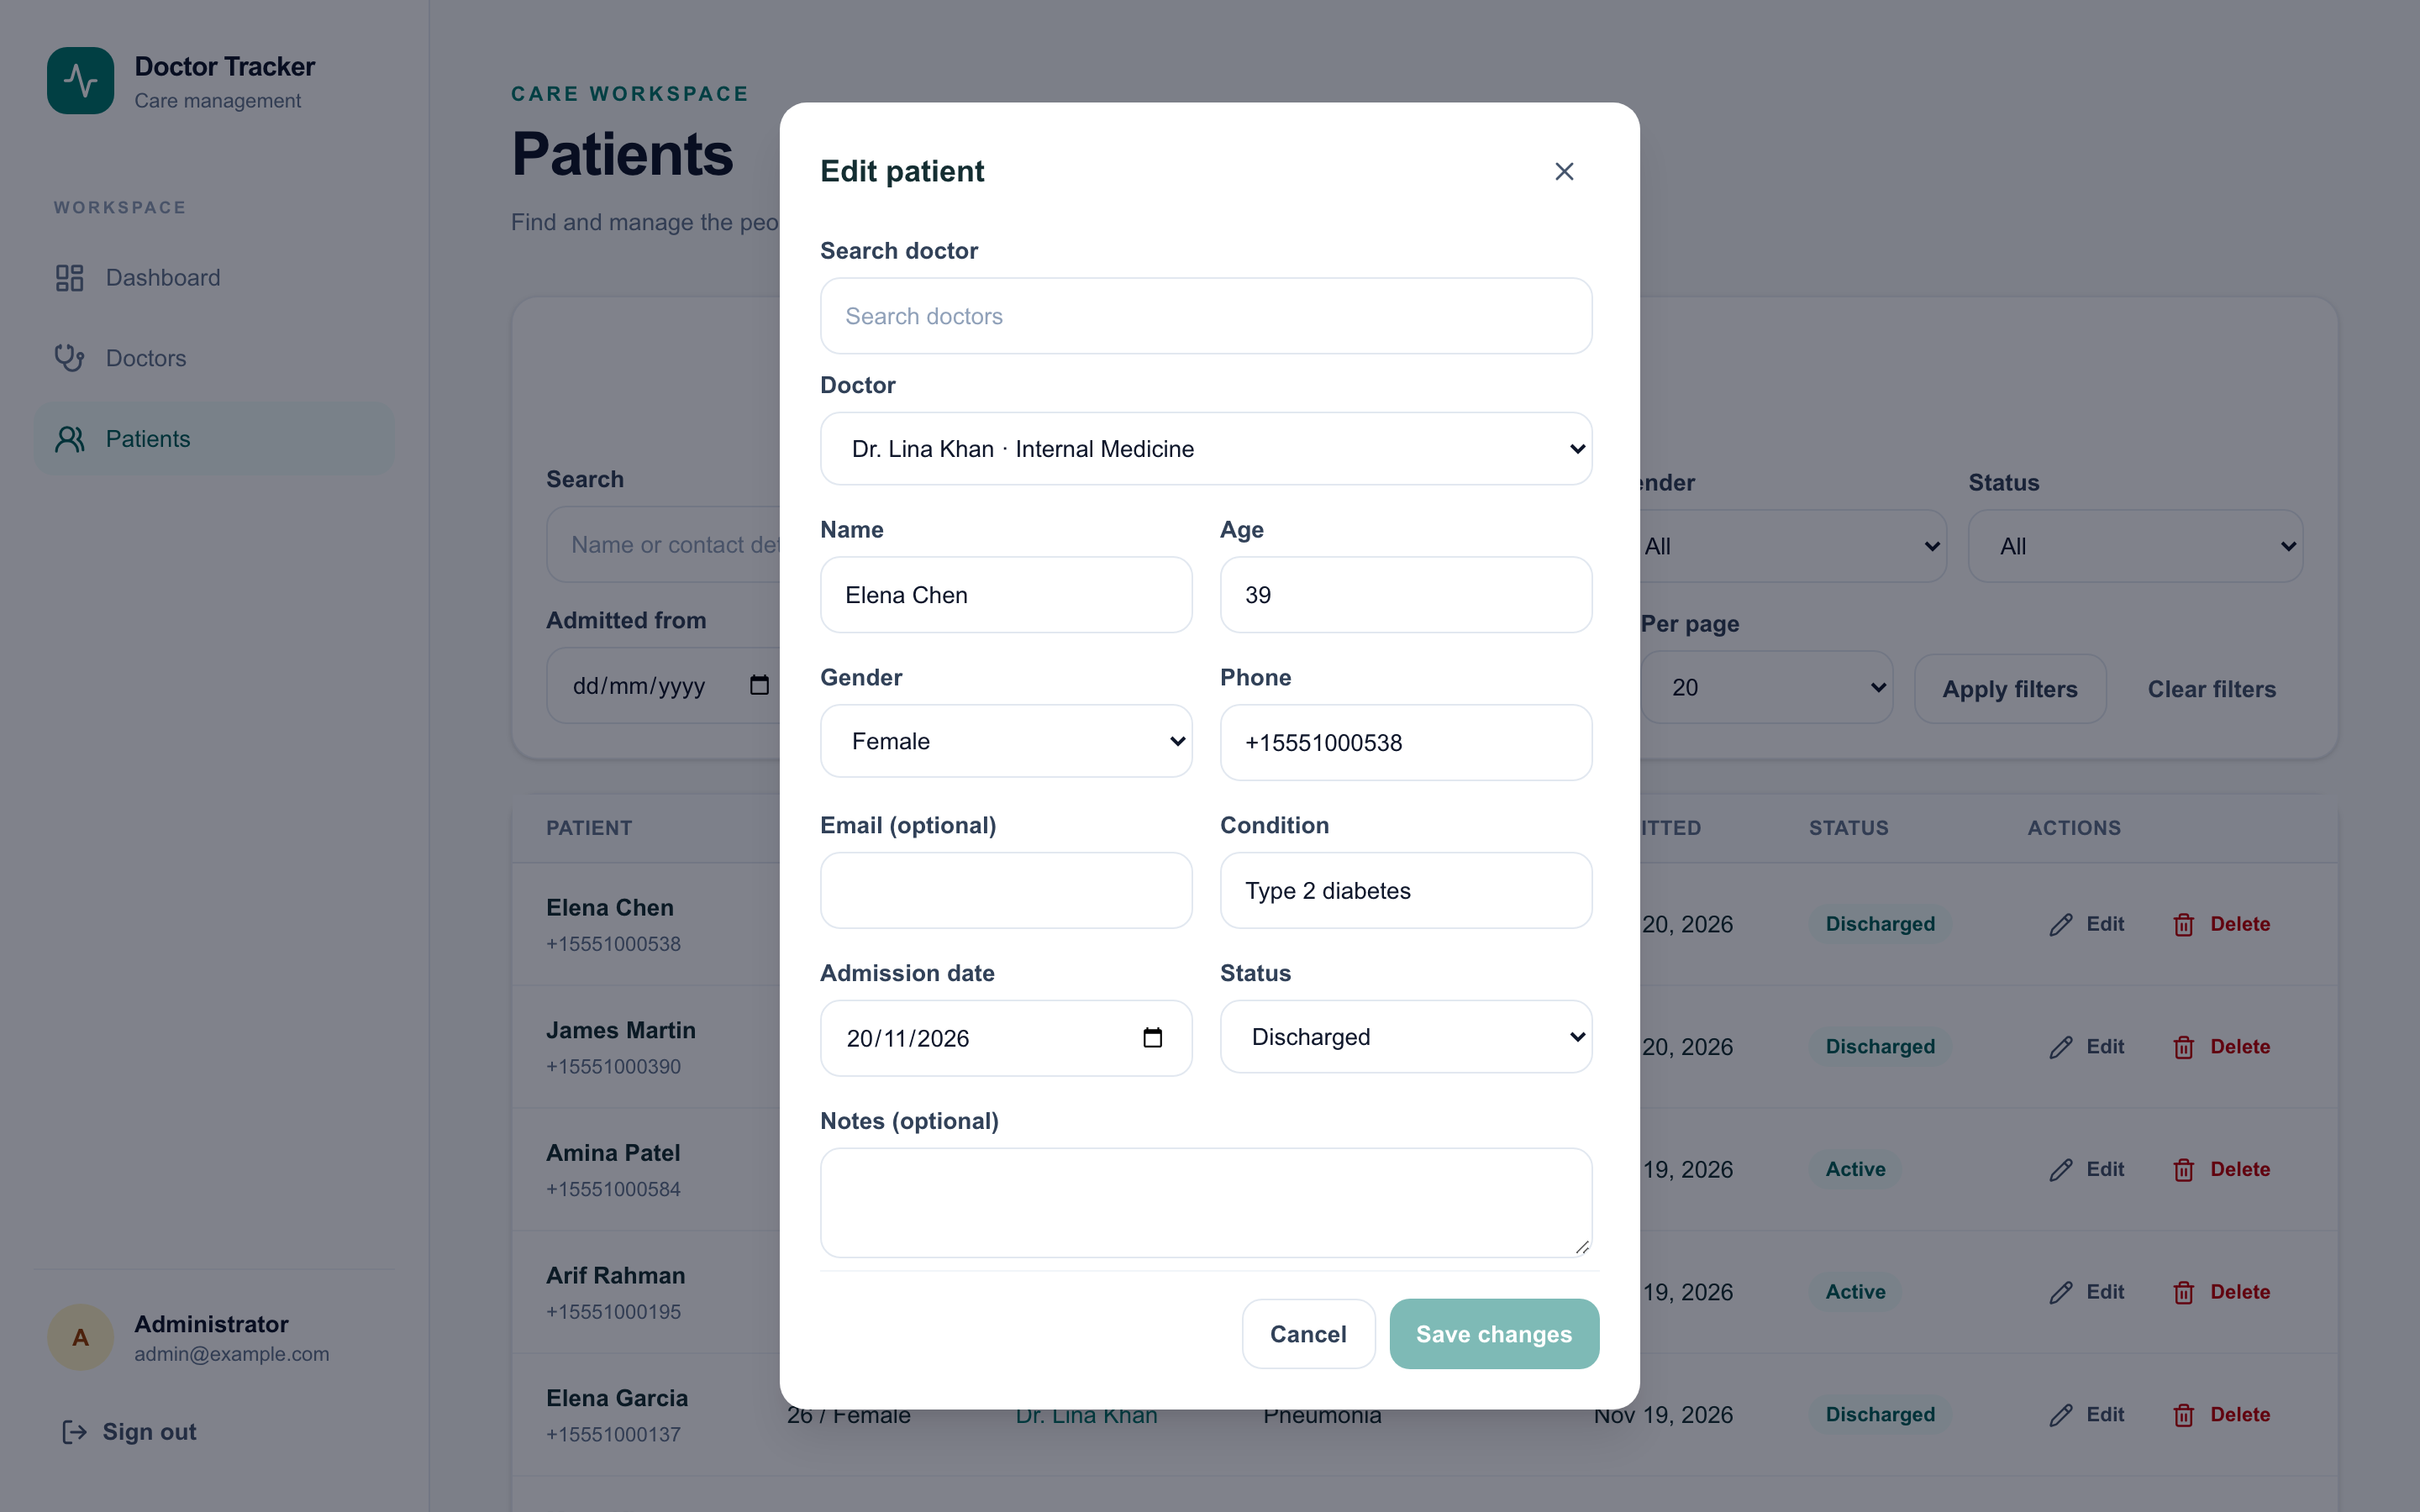 Doctor Tracker
Care management
WORKSPACE
Dashboard
Doctors
Patients
Administrator
admin@example.com
A
Sign out
CARE WORKSPACE
Patients
Find and manage the peo
Search
Name or contact det
ender
All
Status
All
Admitted from
dd/mm/yyyy
Per page
20
Apply filters
Clear filters
PATIENT
ITTED
STATUS
ACTIONS
Elena Chen
+15551000538
20, 2026
Discharged
Edit
Delete
James Martin
+15551000390
20, 2026
Discharged
Edit
Delete
Amina Patel
+15551000584
19, 2026
Active
Edit
Delete
Arif Rahman
+15551000195
19, 2026
Active
Edit
Delete
Elena Garcia
+15551000137
26 / Female
Dr. Lina Khan
Pneumonia
Nov 19, 2026
Discharged
Edit
Delete
Edit patient
Search doctor
Search doctors
Doctor
Dr. Lina Khan · Internal Medicine
Name
Elena Chen
Age
39
Gender
Female
Phone
+15551000538
Email (optional)
Condition
Type 2 diabetes
Admission date
20/11/2026
Status
Discharged
Notes (optional)
Cancel
Save changes